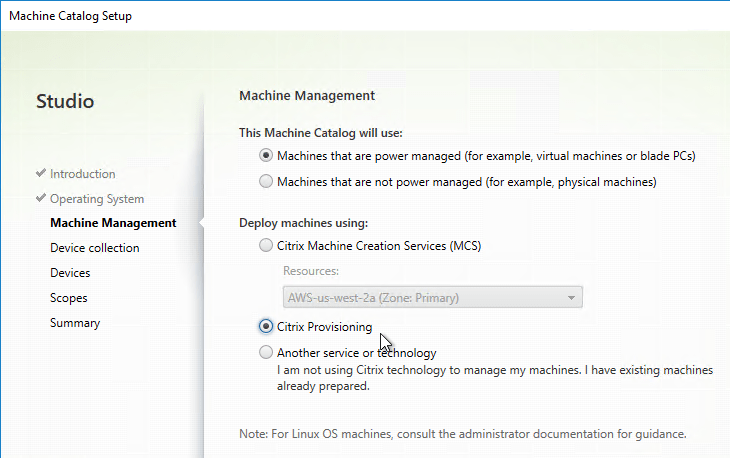 Machine Catalog Setup
Studio
Introduction
Operating System
Machine Management
Device collection
Devices
Scopes
Summary
Machine Management
This Machine Catalog will use:
Machines that are power managed (for example, virtual machines or blade PCs)
Machines that are not power managed (for example, physical machines)
Deploy machines using:
Citrix Machine Creation Services (MCS)
Resources:
AWS-us-west-2a (Zone: Primary)
Citrix Provisioning
Another service or technology
I am not using Citrix technology to manage my machines. I have existing machines
already prepared.
Note: For Linux OS machines, consult the administrator documentation for guidance.